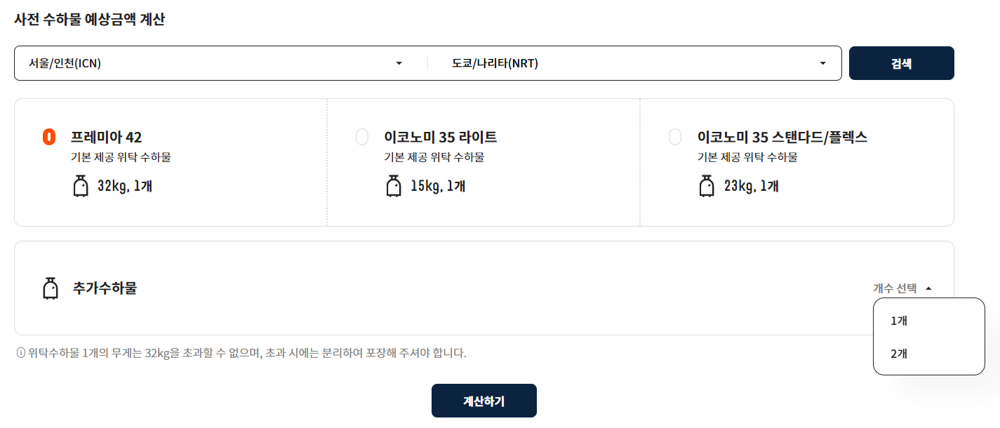 사전 수하물 예상금액 계산
서울/인천(ICN)
도쿄/나리타(NRT)
검색
프레미아 42
기본 제공 위탁 수하물
32kg, 1개
이코노미 35 라이트
기본 제공 위탁 수하물
15kg, 1개
이코노미 35 스탠다드/플렉스
기본 제공 위탁 수하물
23kg, 1개
추가수하물
개수 선택
1개
2개
위탁수하물 1개의 무게는 32kg을 초과할 수 없으며, 초과 시에는 분리하여 포장해 주셔야 합니다.
계산하기